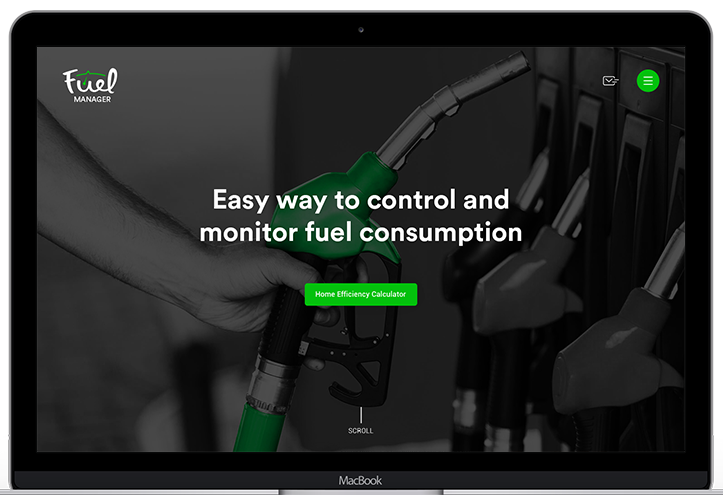 Fuel
MANAGER
Easy way to control and
monitor fuel consumption
Home Efficiency Calculator
SCROLL
MacBook